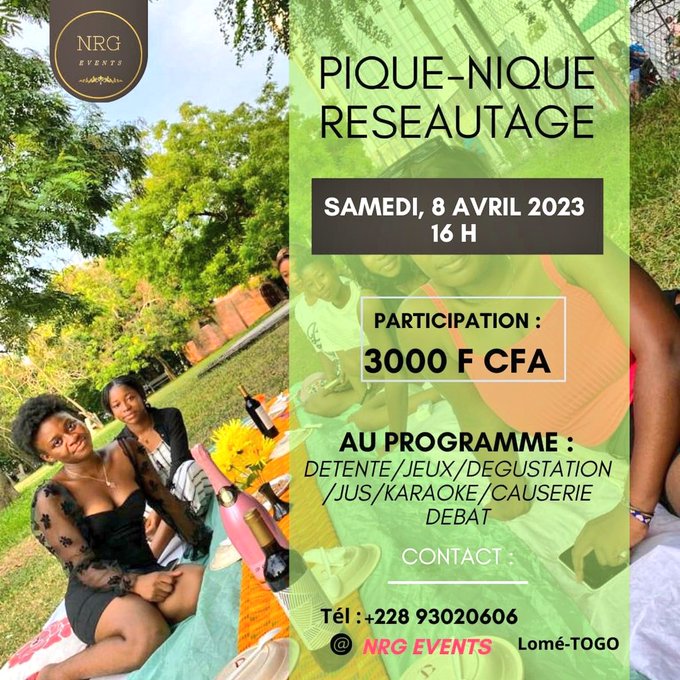 NRG
EVENTS
PIQUE-NIQUE
RESEAUTAGE
SAMEDI, 8 AVRIL 2023
16 H
PARTICIPATION :
3000 F CFA
AU PROGRAMME :
DETENTE/JEUX/DEGUSTATION
/JUS/KARAOKE/CAUSERIE
DEBAT
CONTACT :
Tél : +228 93020606
@ NRG EVENTS Lomé-TOGO